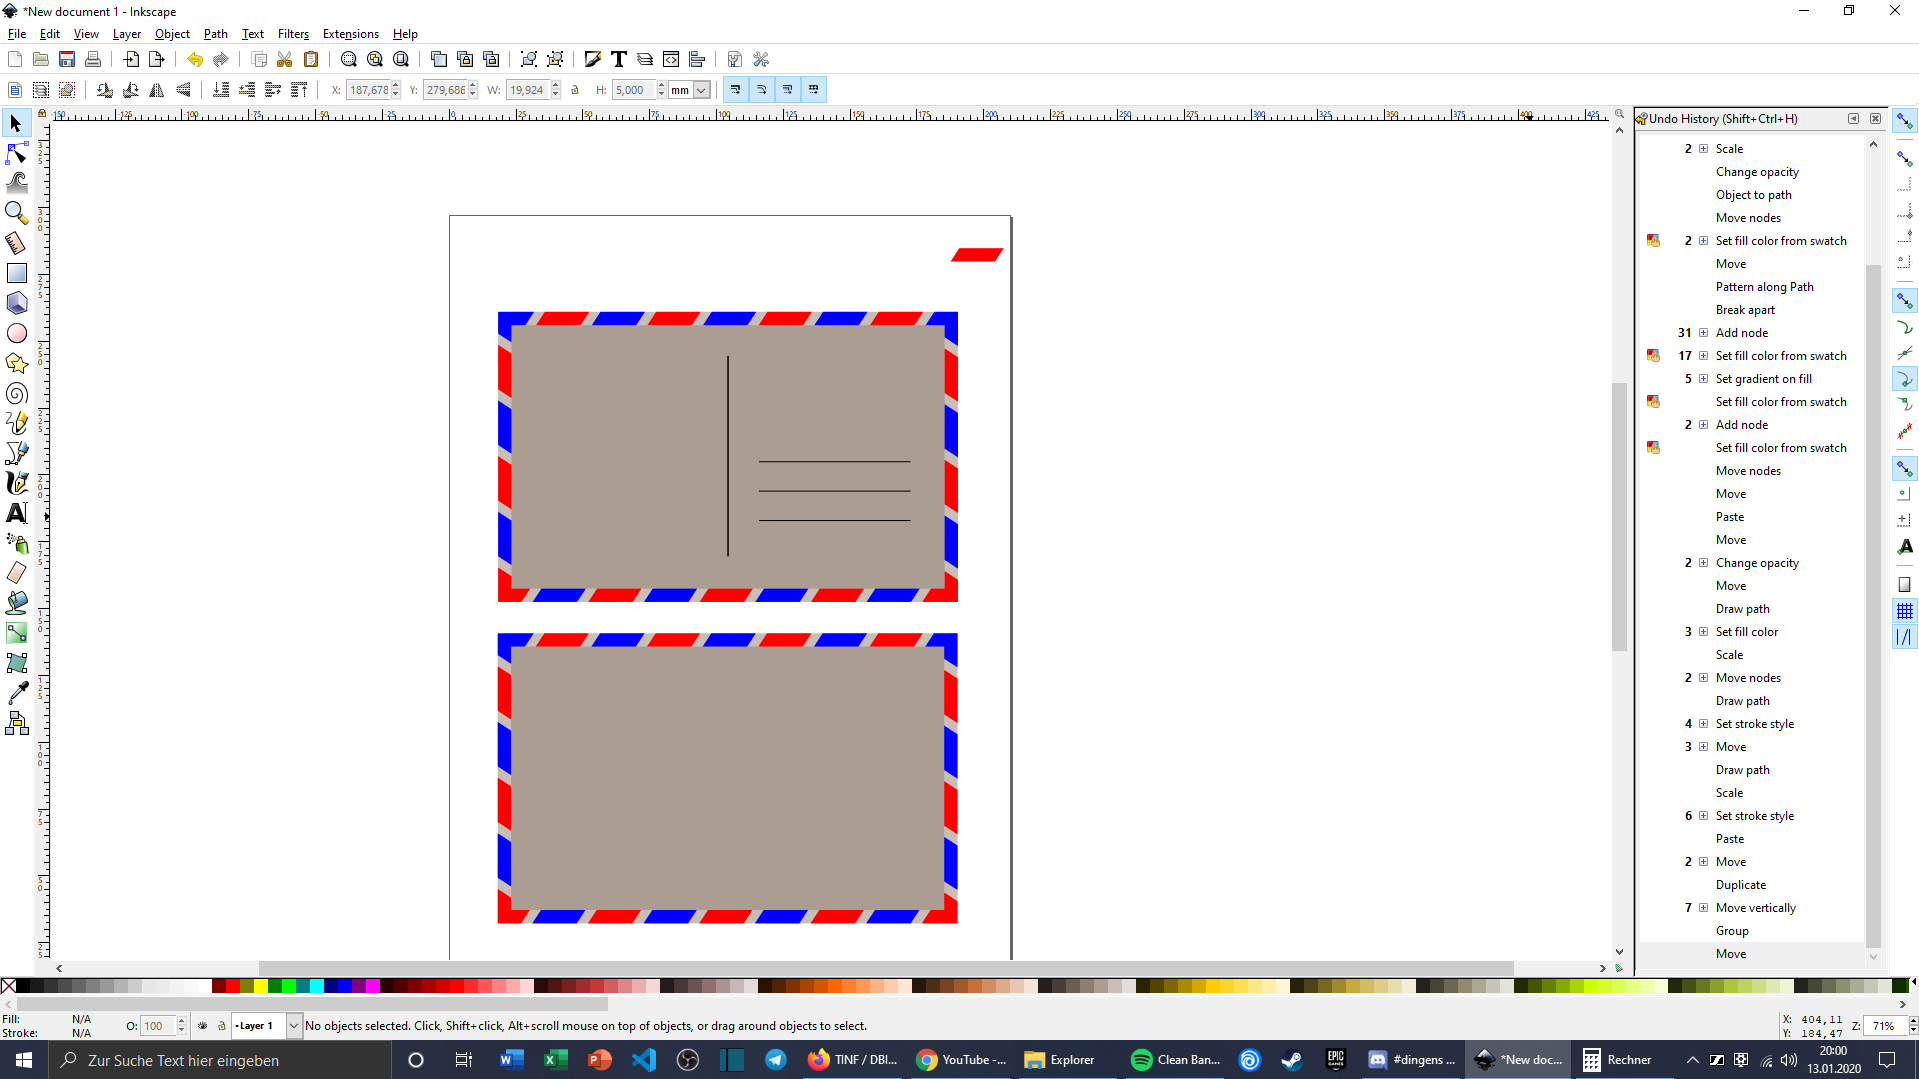 *New document 1 - Inkscape
File Edit View Layer Object Path Text Filters Extensions Help
X: 187,678 Y: 279,686 W: 19,924 H: 5,000 mm
Undo History (Shift+Ctrl+H)
2 Scale
Change opacity
Object to path
Move nodes
2 Set fill color from swatch
Move
Pattern along Path
Break apart
31 Add node
17 Set fill color from swatch
5 Set gradient on fill
Set fill color from swatch
2 Add node
Set fill color from swatch
Move nodes
Move
Paste
Move
2 Change opacity
Move
Draw path
3 Set fill color
Scale
2 Move nodes
Draw path
4 Set stroke style
3 Move
Draw path
Scale
6 Set stroke style
Paste
2 Move
Duplicate
7 Move vertically
Group
Move
Fill: N/A
Stroke: N/A
O: 100
Layer 1
No objects selected. Click, Shift+click, Alt+scroll mouse on top of objects, or drag around objects to select.
X: 404,11
Y: 184,47
Z: 71%
Zur Suche Text hier eingeben
TINF / DBI...
YouTube -...
Explorer
Clean Ban...
#dingens ...
*New doc...
Rechner
20:00
13.01.2020